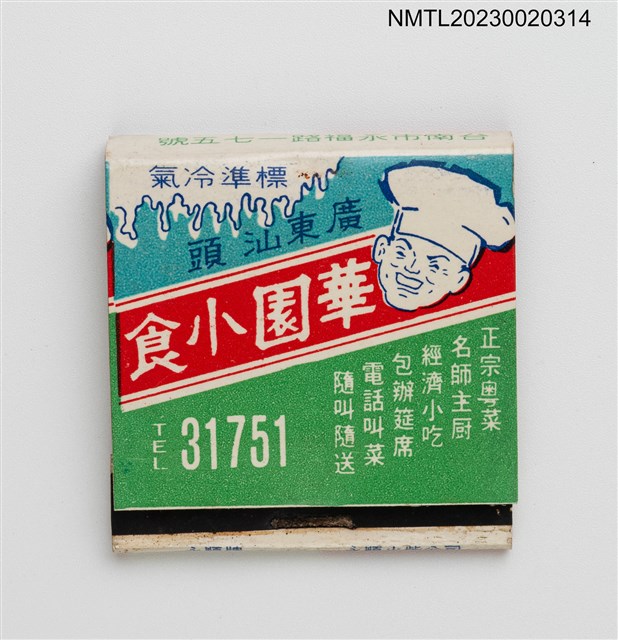 NMTL20230020314
台南市永福路一七五號
標準冷氣
廣東汕頭
華園小食
正宗粵菜
名師主厨
經濟小吃
包辦筵席
電話叫菜
隨叫隨送
TEL 31751